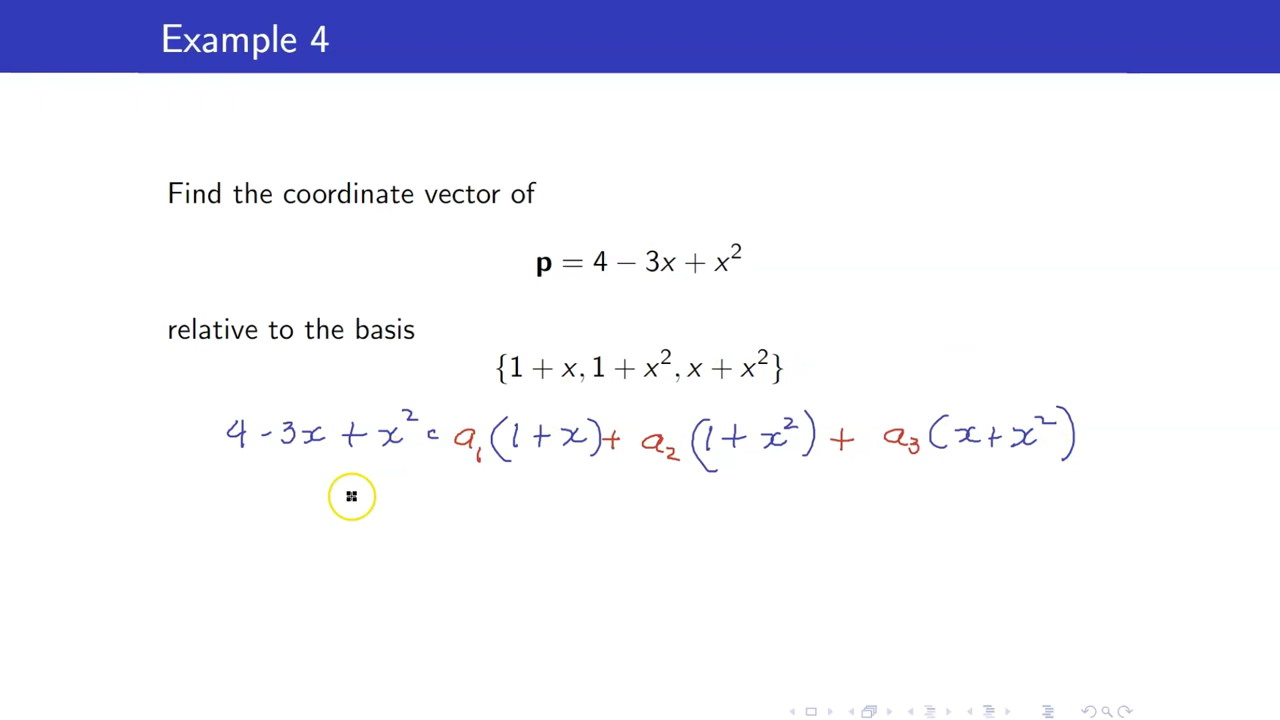 Example 4
Find the coordinate vector of
p = 4 − 3x + x²
relative to the basis
{1 + x, 1 + x², x + x²}
4 - 3x + x² = a₁(1 + x) + a₂(1 + x²) + a₃(x + x²)